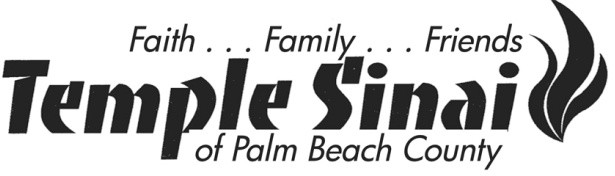 Faith . . . Family . . . Friends
Temple Sinai
of Palm Beach County